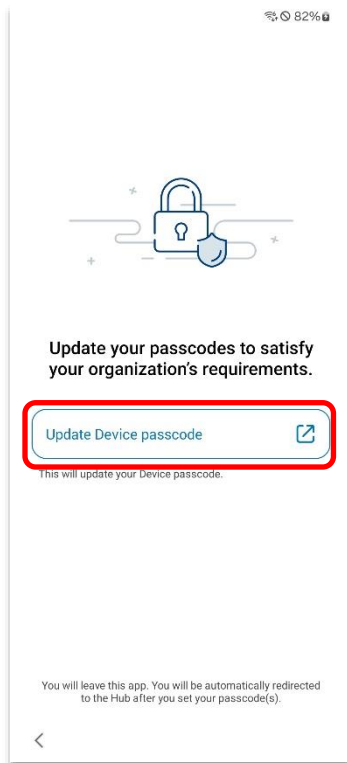 82%
Update your passcodes to satisfy
your organization's requirements.
Update Device passcode
This will update your Device passcode.
You will leave this app. You will be automatically redirected
to the Hub after you set your passcode(s).